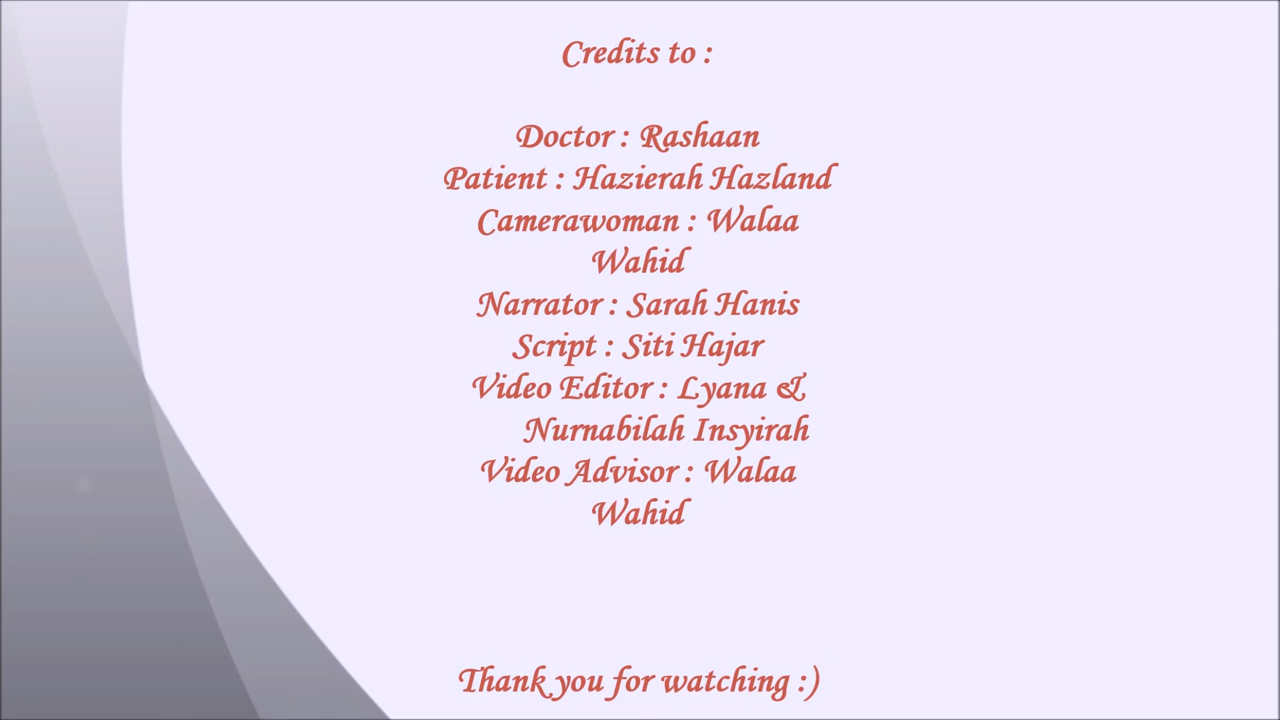 Credits to :
Doctor : Rashaan
Patient : Hazierah Hazland
Camerawoman : Walaa
Wahid
Narrator : Sarah Hanis
Script : Siti Hajar
Video Editor : Lyana &
Nurnabilah Insyirah
Video Advisor : Walaa
Wahid
Thank you for watching :)